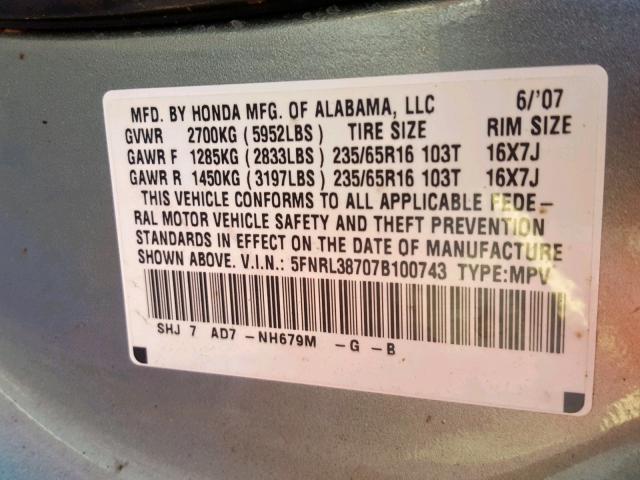 MFD. BY HONDA MFG. OF ALABAMA, LLC 6/'07
GVWR 2700KG (5952LBS) TIRE SIZE RIM SIZE
GAWR F 1285KG (2833LBS) 235/65R16 103T 16X7J
GAWR R 1450KG (3197LBS) 235/65R16 103T 16X7J
THIS VEHICLE CONFORMS TO ALL APPLICABLE FEDE-
RAL MOTOR VEHICLE SAFETY AND THEFT PREVENTION
STANDARDS IN EFFECT ON THE DATE OF MANUFACTURE
SHOWN ABOVE. V.I.N.: 5FNRL38707B100743 TYPE:MPV
SHJ 7 AD7-NH679M -G-B